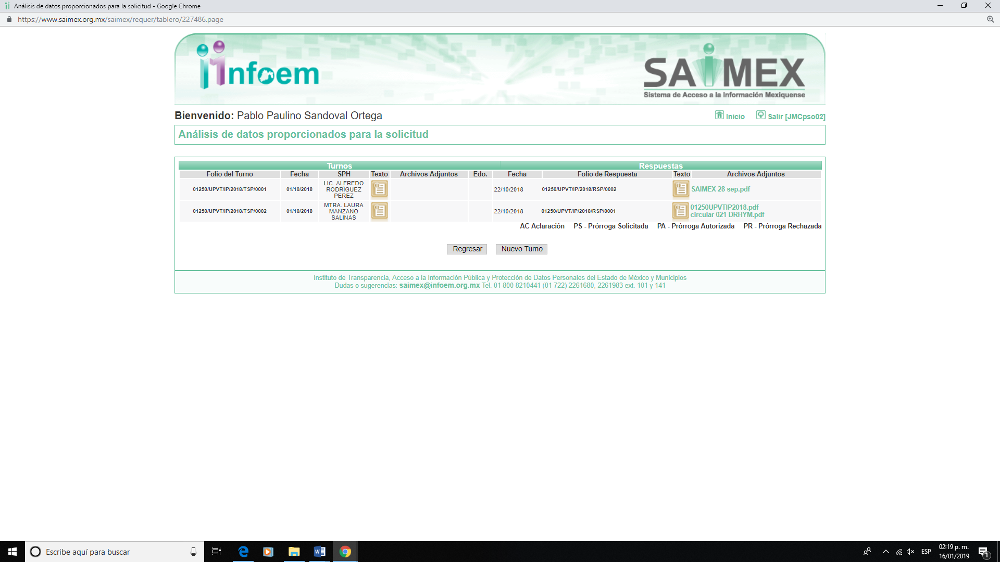 Análisis de datos proporcionados para la solicitud - Google Chrome
https://www.saimex.org.mx/saimex/requer/tablero/227486.page
infoem
SAIMEX
Sistema de Acceso a la Información Mexiquense
Bienvenido: Pablo Paulino Sandoval Ortega
Inicio Salir [JMCpso02]
Análisis de datos proporcionados para la solicitud
Turnos Respuestas
Folio del Turno Fecha SPH Texto Archivos Adjuntos Edo. Fecha Folio de Respuesta Texto Archivos Adjuntos
01250/UPVT/IP/2018/TSP/0001 01/10/2018 LIC. ALFREDO RODRÍGUEZ PEREZ 22/10/2018 01250/UPVT/IP/2018/RSP/0002 SAIMEX 28 sep.pdf
01250/UPVT/IP/2018/TSP/0002 01/10/2018 MTRA. LAURA MANZANO SALINAS 22/10/2018 01250/UPVT/IP/2018/RSP/0001 01250UPVTIP2018.pdf
circular 021 DRHYM.pdf
AC Aclaración PS - Prórroga Solicitada PA - Prórroga Autorizada PR - Prórroga Rechazada
Regresar Nuevo Turno
Instituto de Transparencia, Acceso a la Información Pública y Protección de Datos Personales del Estado de México y Municipios
Dudas o sugerencias: saimex@infoem.org.mx Tel. 01 800 8210441 (01 722) 2261680, 2261983 ext. 101 y 141
Escribe aquí para buscar
ESP
02:19 p. m.
16/01/2019
1